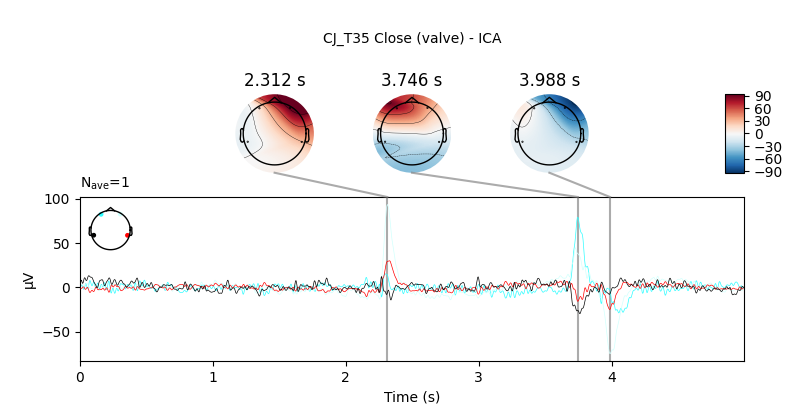 CJ_T35 Close (valve) - ICA
2.312 s 3.746 s 3.988 s
90
60
30
0
−30
−60
−90
Nave=1
100
50
0
−50
µV
0 1 2 3 4
Time (s)